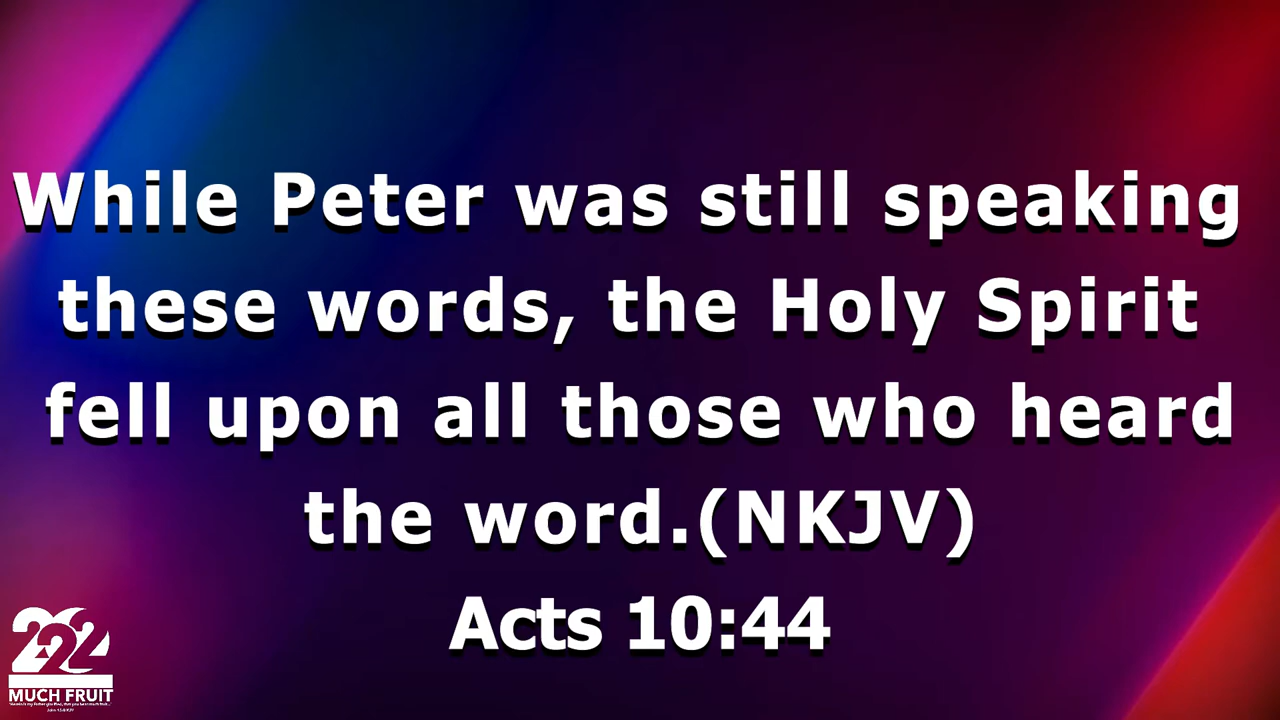 While Peter was still speaking
these words, the Holy Spirit
fell upon all those who heard
the word.(NKJV)
Acts 10:44
MUCH FRUIT